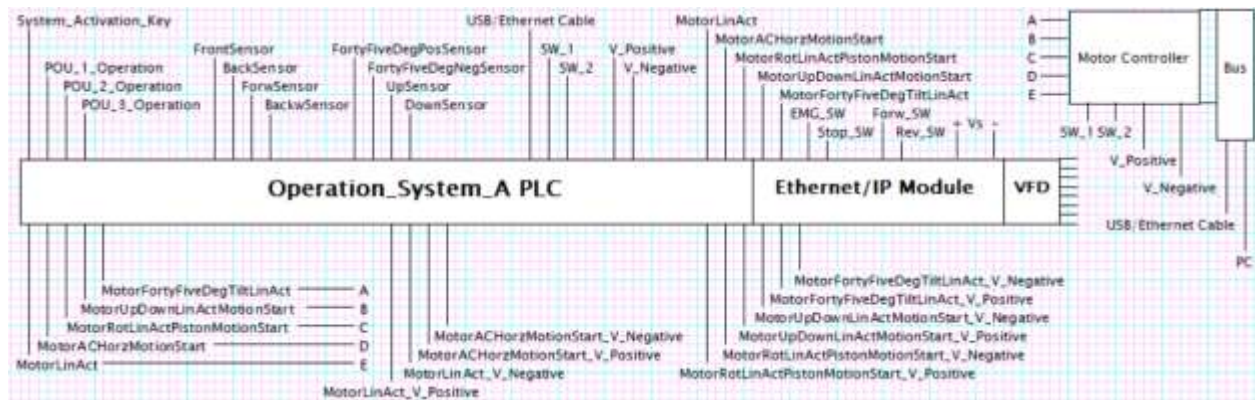 System_Activation_Key
USB/Ethernet Cable
MotorLinAct
A
MotorACHorzMotionStart
B
FrontSensor
FortyFiveDegPosSensor
SW_1
V_Positive
MotorRotLinActPistonMotionStart
C
Motor Controller
Bus
POU_1_Operation
BackSensor
FortyFiveDegNegSensor
SW_2
V_Negative
MotorUpDownLinActMotionStart
D
POU_2_Operation
ForwSensor
UpSensor
MotorFortyFiveDegTiltLinAct
E
POU_3_Operation
BackwSensor
DownSensor
EMG_SW
Forw_SW
Stop_SW
Rev_SW
+ Vs -
SW_1 SW_2
V_Positive
Operation_System_A PLC
Ethernet/IP Module
VFD
V_Negative
USB/Ethernet Cable
PC
MotorFortyFiveDegTiltLinAct A
MotorUpDownLinActMotionStart B
MotorRotLinActPistonMotionStart C
MotorACHorzMotionStart D
MotorLinAct E
MotorACHorzMotionStart_V_Negative
MotorACHorzMotionStart_V_Positive
MotorLinAct_V_Negative
MotorLinAct_V_Positive
MotorFortyFiveDegTiltLinAct_V_Negative
MotorFortyFiveDegTiltLinAct_V_Positive
MotorUpDownLinActMotionStart_V_Negative
MotorUpDownLinActMotionStart_V_Positive
MotorRotLinActPistonMotionStart_V_Negative
MotorRotLinActPistonMotionStart_V_Positive